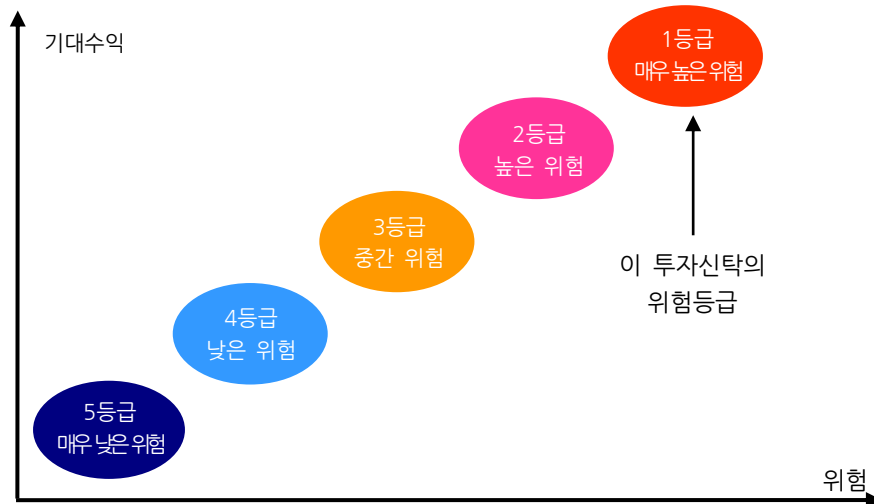 기대수익
1등급
매우 높은 위험
2등급
높은 위험
3등급
중간 위험
이 투자신탁의
위험등급
4등급
낮은 위험
5등급
매우 낮은 위험
위험